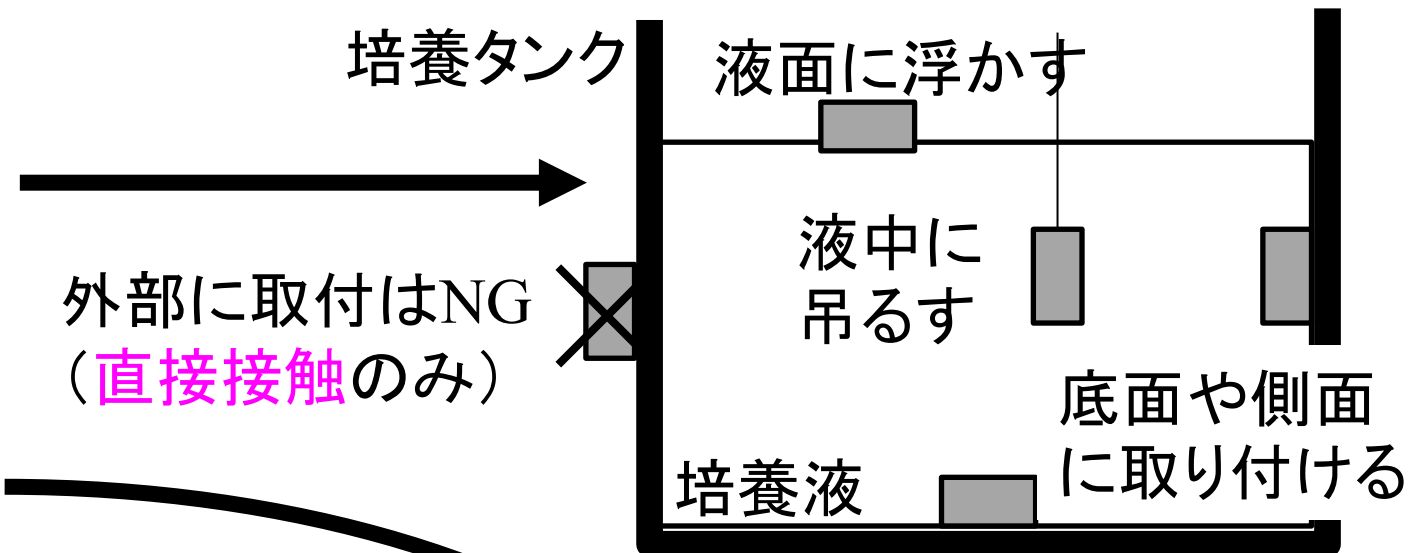 培養タンク
液面に浮かす
液中に
吊るす
外部に取付はNG
（直接接触のみ）
底面や側面
に取り付ける
培養液